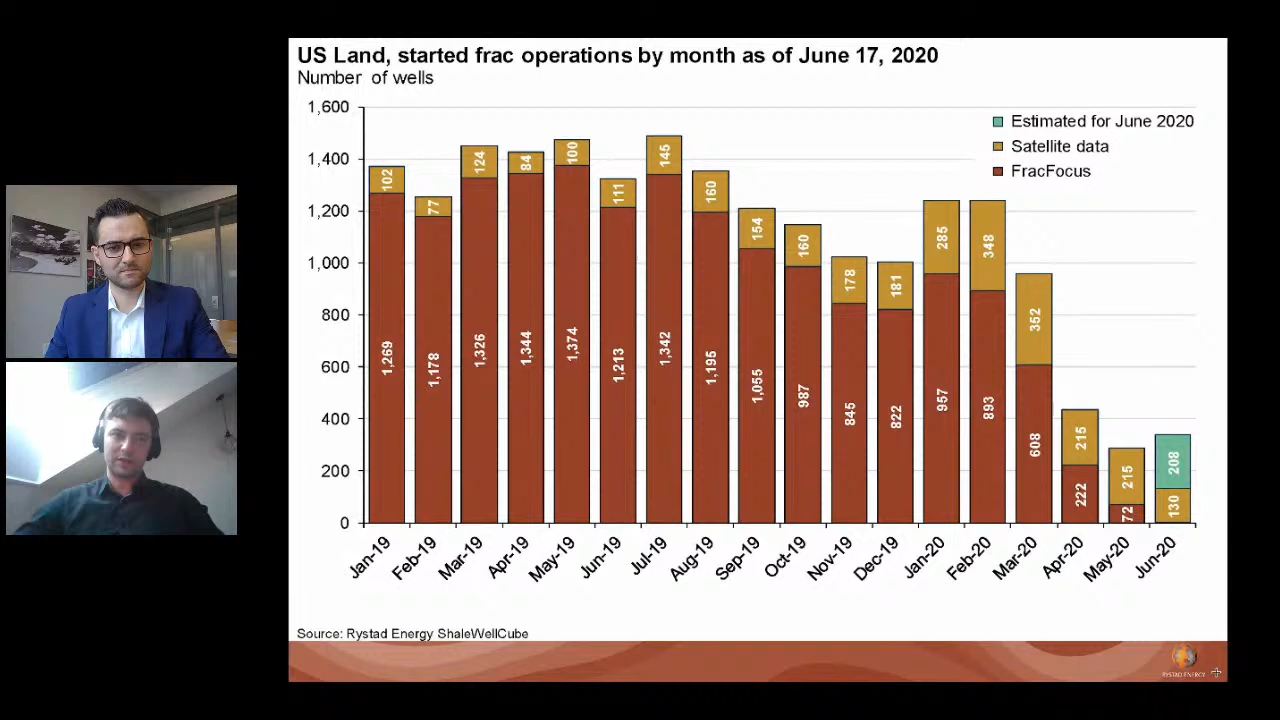 US Land, started frac operations by month as of June 17, 2020
Number of wells
1,600
1,400
1,200
1,000
800
600
400
200
0
Estimated for June 2020
Satellite data
FracFocus
102
77
124
84
100
111
145
160
154
160
178
181
285
348
352
215
215
208
130
1,269
1,178
1,326
1,344
1,374
1,213
1,342
1,195
1,055
987
845
822
957
893
608
222
72
Jan-19
Feb-19
Mar-19
Apr-19
May-19
Jun-19
Jul-19
Aug-19
Sep-19
Oct-19
Nov-19
Dec-19
Jan-20
Feb-20
Mar-20
Apr-20
May-20
Jun-20
Source: Rystad Energy ShaleWellCube
RYSTAD ENERGY